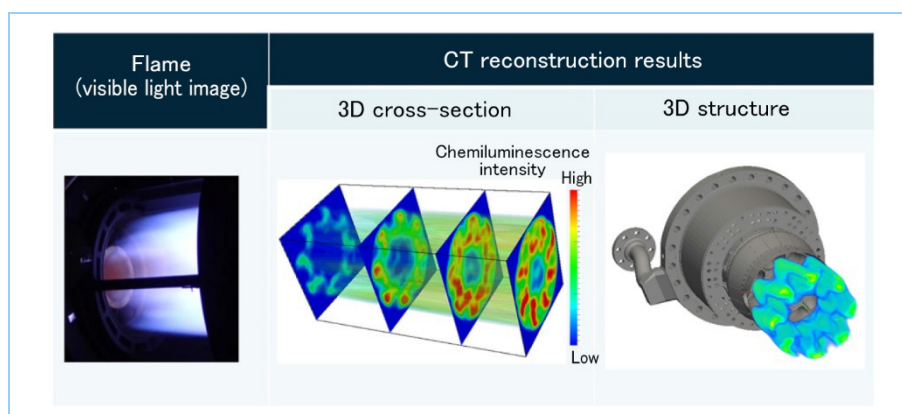 Flame
(visible light image)
CT reconstruction results
3D cross-section
3D structure
Chemiluminescence
intensity
High
Low